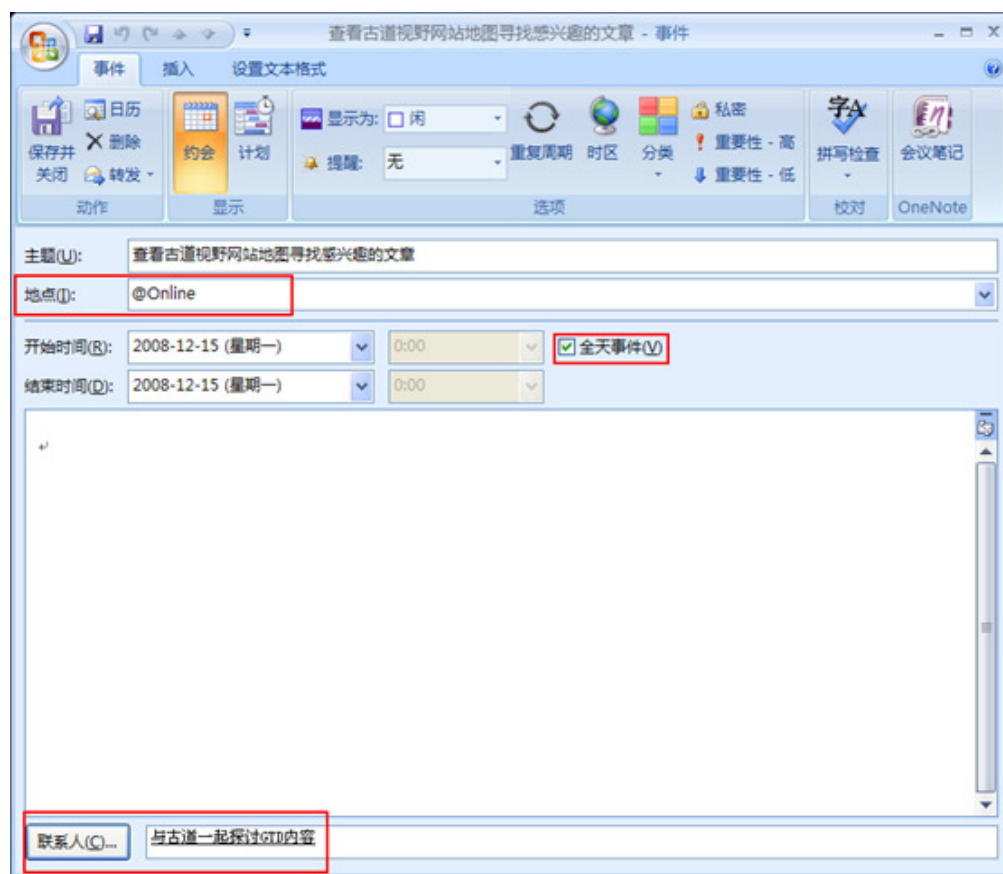 查看古道视野网站地图寻找感兴趣的文章 - 事件
事件 插入 设置文本格式
保存并关闭 日历 删除 转发 约会 计划 显示为: 闲 提醒: 无 重复周期 时区 分类 私密 重要性 - 高 重要性 - 低 拼写检查 会议笔记
动作 显示 选项 校对 OneNote
主题(U): 查看古道视野网站地图寻找感兴趣的文章
地点(I): @Online
开始时间(R): 2008-12-15 (星期一) 0:00 全天事件(V)
结束时间(D): 2008-12-15 (星期一) 0:00
联系人(C)... 与古道一起探讨GTD内容